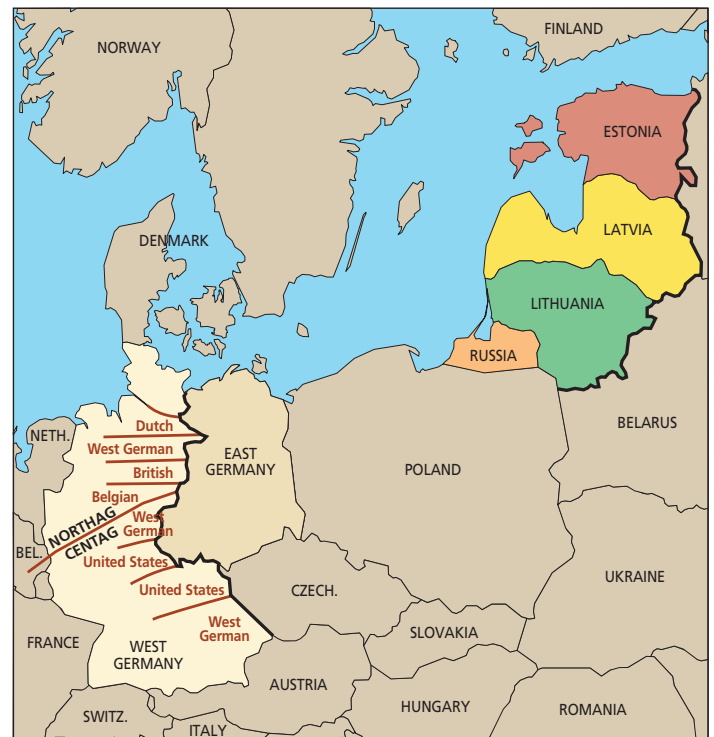 FINLAND
NORWAY
ESTONIA
LATVIA
DENMARK
LITHUANIA
RUSSIA
BELARUS
NETH.
Dutch
West German
British
Belgian
EAST
GERMANY
POLAND
NORTHAG
CENTAG
West
German
BEL.
United States
United States
UKRAINE
CZECH.
West
German
SLOVAKIA
FRANCE
WEST
GERMANY
AUSTRIA
HUNGARY
ROMANIA
SWITZ.
ITALY